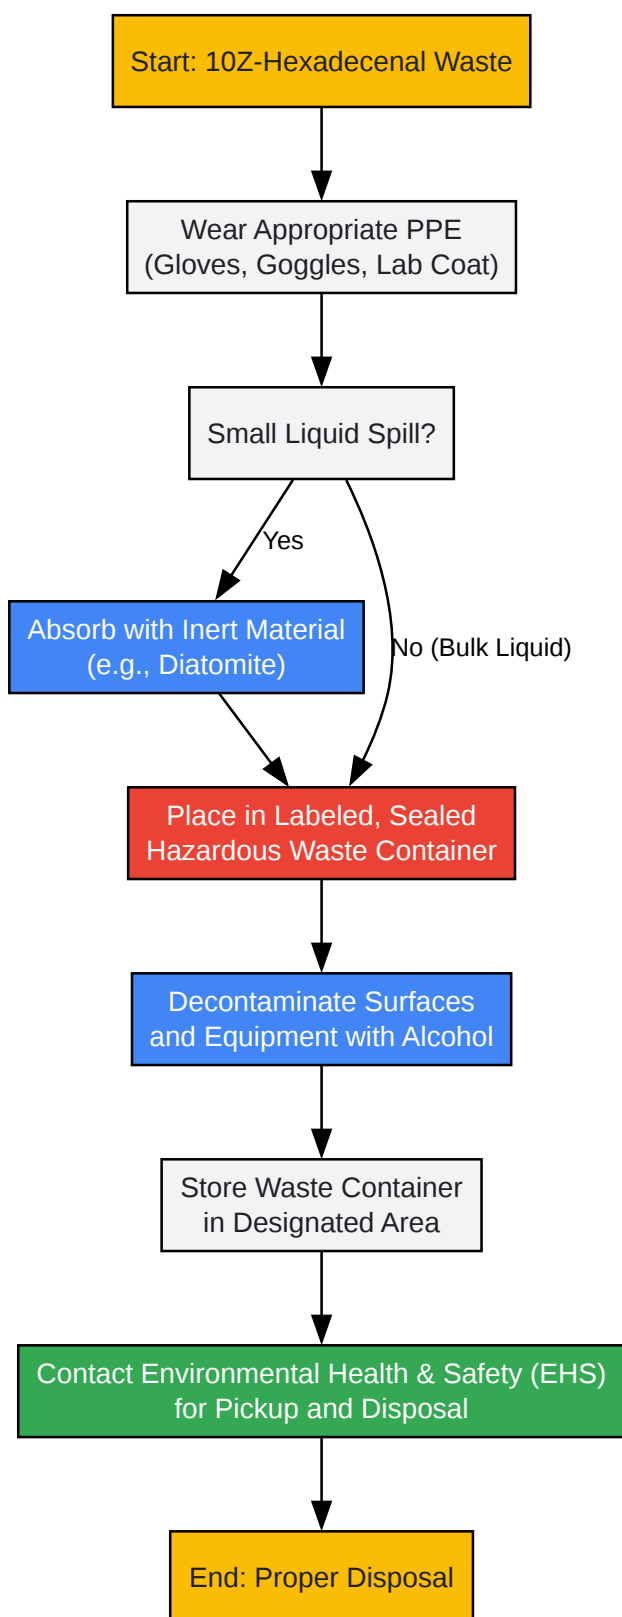 Start: 10Z-Hexadecenal Waste
Wear Appropriate PPE
(Gloves, Goggles, Lab Coat)
Small Liquid Spill?
Yes
Absorb with Inert Material
(e.g., Diatomite)
No (Bulk Liquid)
Place in Labeled, Sealed
Hazardous Waste Container
Decontaminate Surfaces
and Equipment with Alcohol
Store Waste Container
in Designated Area
Contact Environmental Health & Safety (EHS)
for Pickup and Disposal
End: Proper Disposal